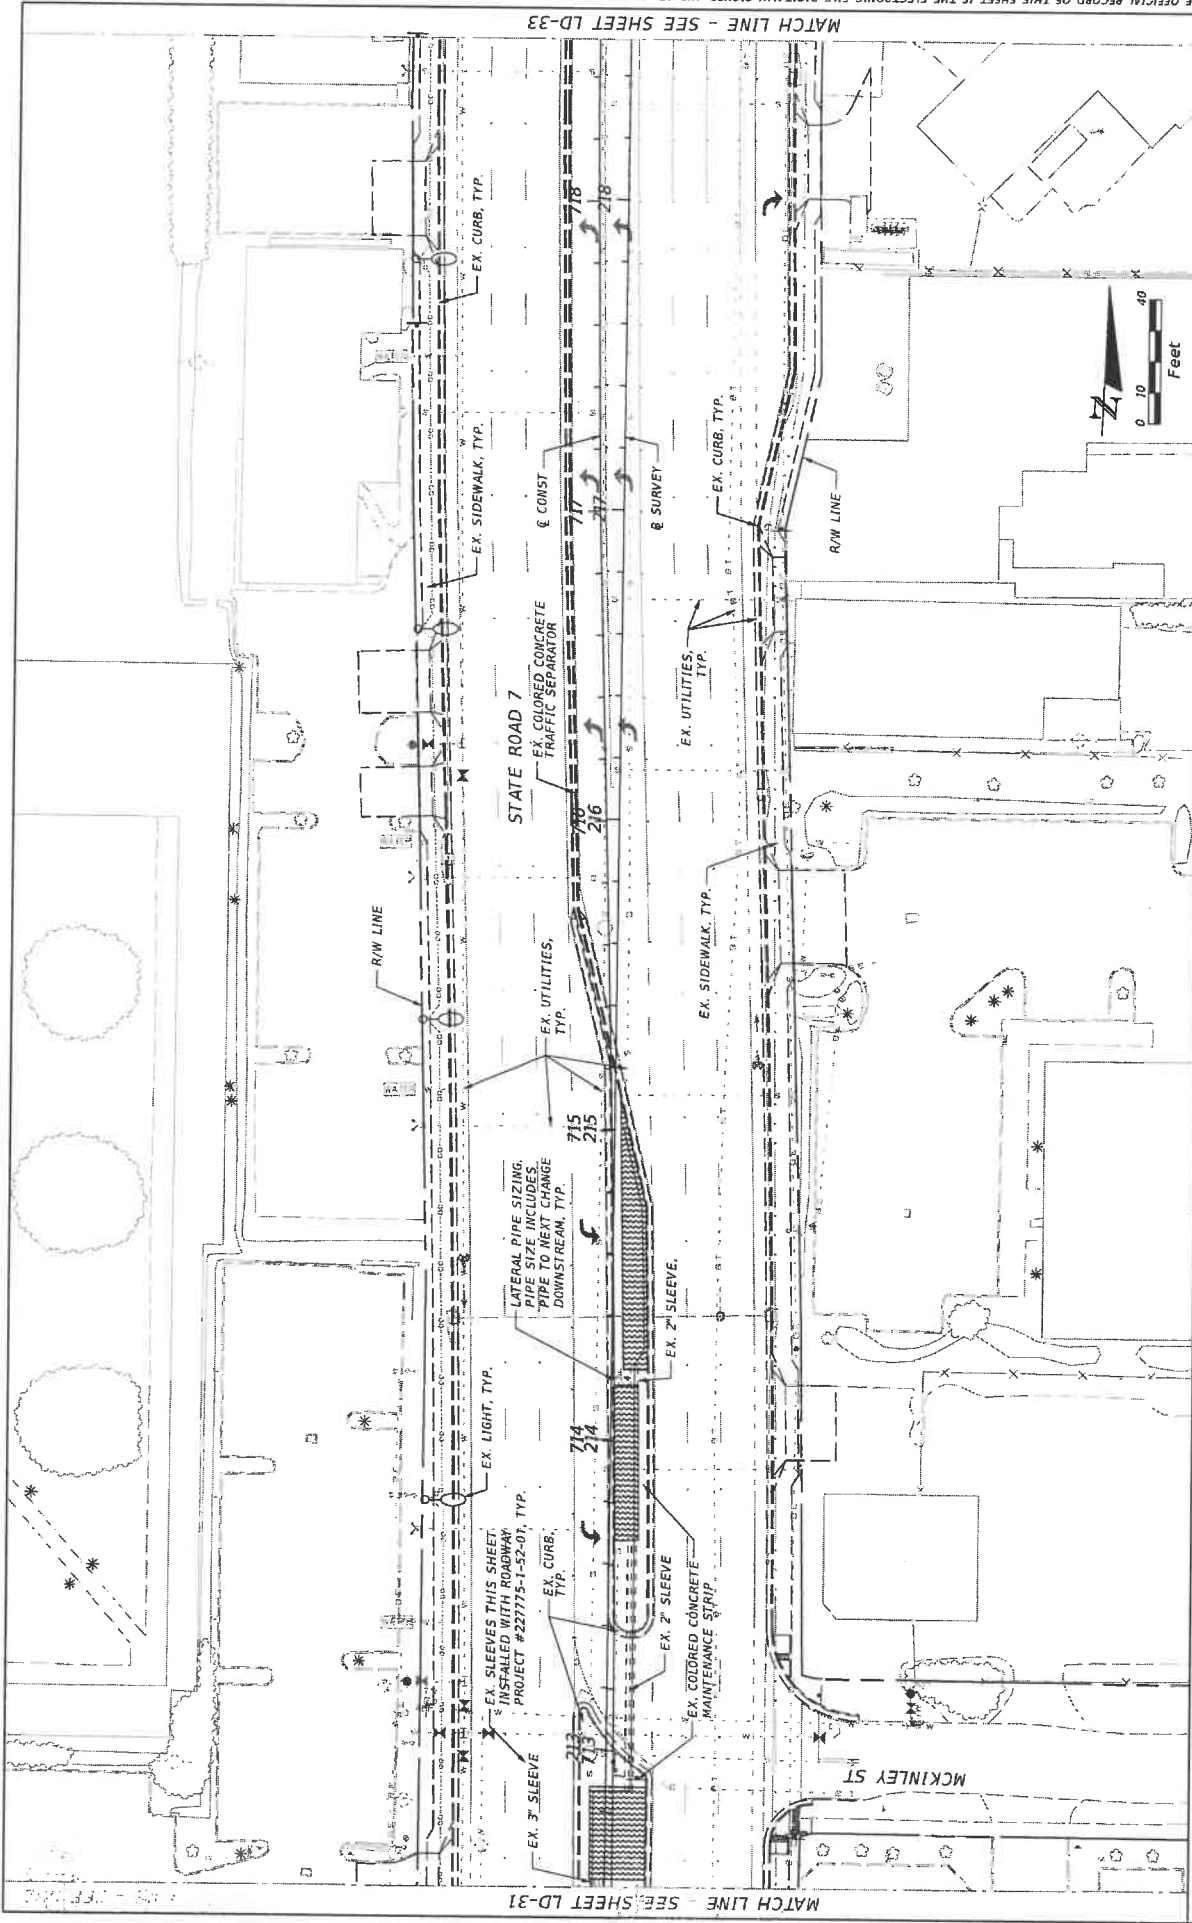 MATCH LINE - SEE SHEET LD-33
EX. CURB, TYP.
EX. SIDEWALK, TYP.
718
218
℄ CONST
717
217
B SURVEY
EX. CURB, TYP.
R/W LINE
0 10 40
Feet
N
STATE ROAD 7
EX. COLORED CONCRETE
TRAFFIC SEPARATOR
716
216
EX. UTILITIES,
TYP.
R/W LINE
EX. UTILITIES,
TYP.
EX. SIDEWALK, TYP.
WATER
715
215
LATERAL PIPE SIZING.
PIPE SIZE INCLUDES
PIPE TO NEXT CHANGE
DOWNSTREAM, TYP.
EX. 2" SLEEVE,
EX. LIGHT, TYP.
714
214
EX. SLEEVES THIS SHEET
INSTALLED WITH ROADWAY
PROJECT #227775-1-52-01, TYP.
EX. CURB,
TYP.
EX. 2" SLEEVE
EX. COLORED CONCRETE
MAINTENANCE STRIP
213
713
EX. 3" SLEEVE
MCKINLEY ST
MATCH LINE - SEE SHEET LD-31